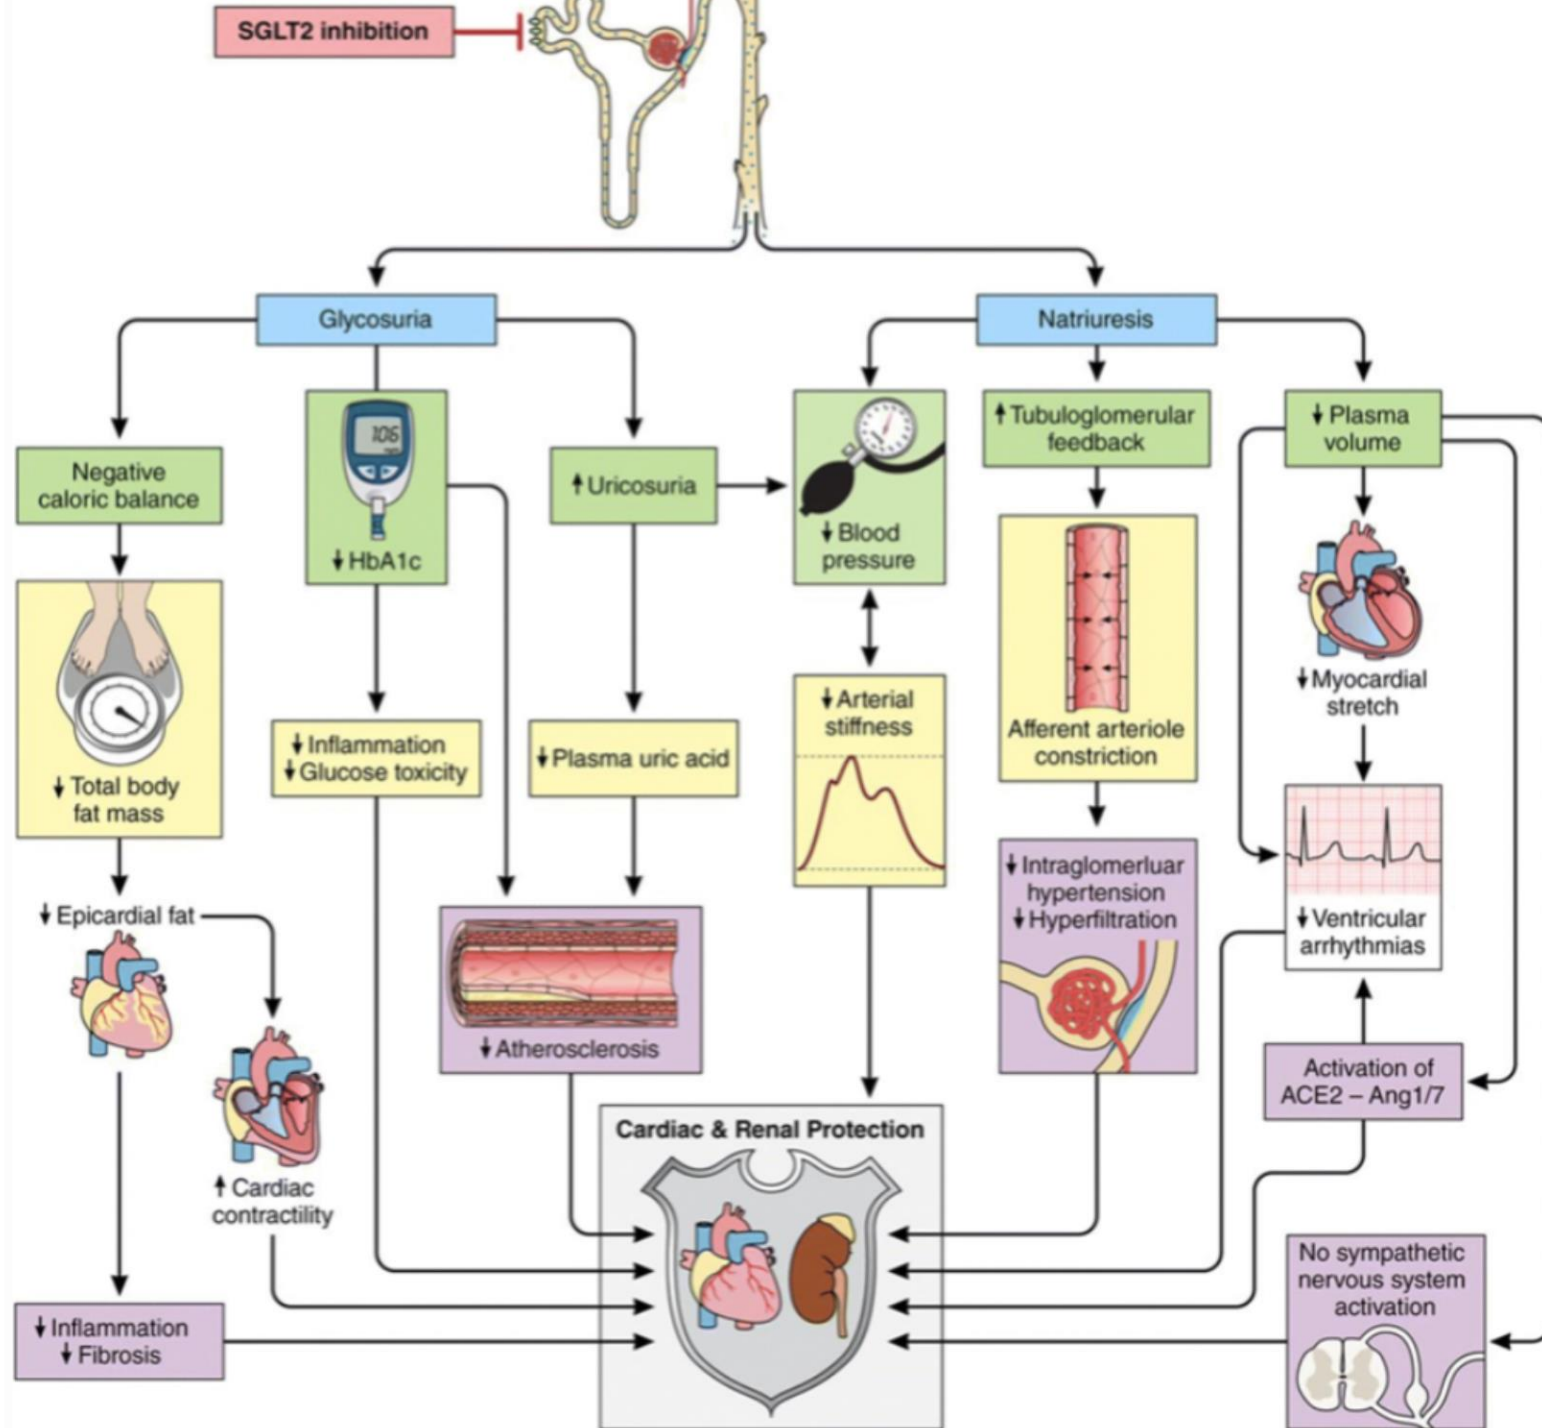 SGLT2 inhibition
Glycosuria
Natriuresis
Negative
caloric balance
106
↓ HbA1c
↑ Uricosuria
↓ Blood
pressure
↑ Tubuloglomerular
feedback
↓ Plasma
volume
↓ Total body
fat mass
↓ Inflammation
↓ Glucose toxicity
↓ Plasma uric acid
↓ Arterial
stiffness
Afferent arteriole
constriction
↓ Myocardial
stretch
↓ Epicardial fat
↑ Cardiac
contractility
↓ Atherosclerosis
↓ Intraglomerluar
hypertension
↓ Hyperfiltration
↓ Ventricular
arrhythmias
Activation of
ACE2 – Ang1/7
Cardiac & Renal Protection
↓ Inflammation
↓ Fibrosis
No sympathetic
nervous system
activation